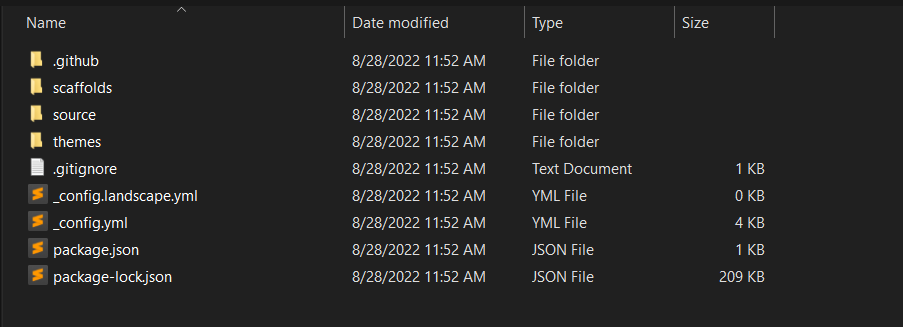 Name Date modified Type Size
.github 8/28/2022 11:52 AM File folder
scaffolds 8/28/2022 11:52 AM File folder
source 8/28/2022 11:52 AM File folder
themes 8/28/2022 11:52 AM File folder
.gitignore 8/28/2022 11:52 AM Text Document 1 KB
_config.landscape.yml 8/28/2022 11:52 AM YML File 0 KB
_config.yml 8/28/2022 11:52 AM YML File 4 KB
package.json 8/28/2022 11:52 AM JSON File 1 KB
package-lock.json 8/28/2022 11:52 AM JSON File 209 KB